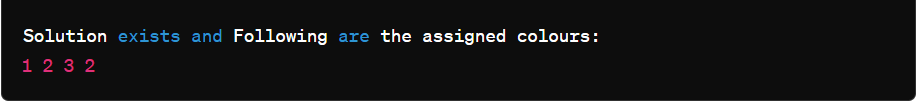 Solution exists and Following are the assigned colours:
1 2 3 2